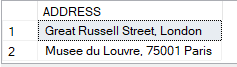 ADDRESS
1 Great Russell Street, London
2 Musee du Louvre, 75001 Paris